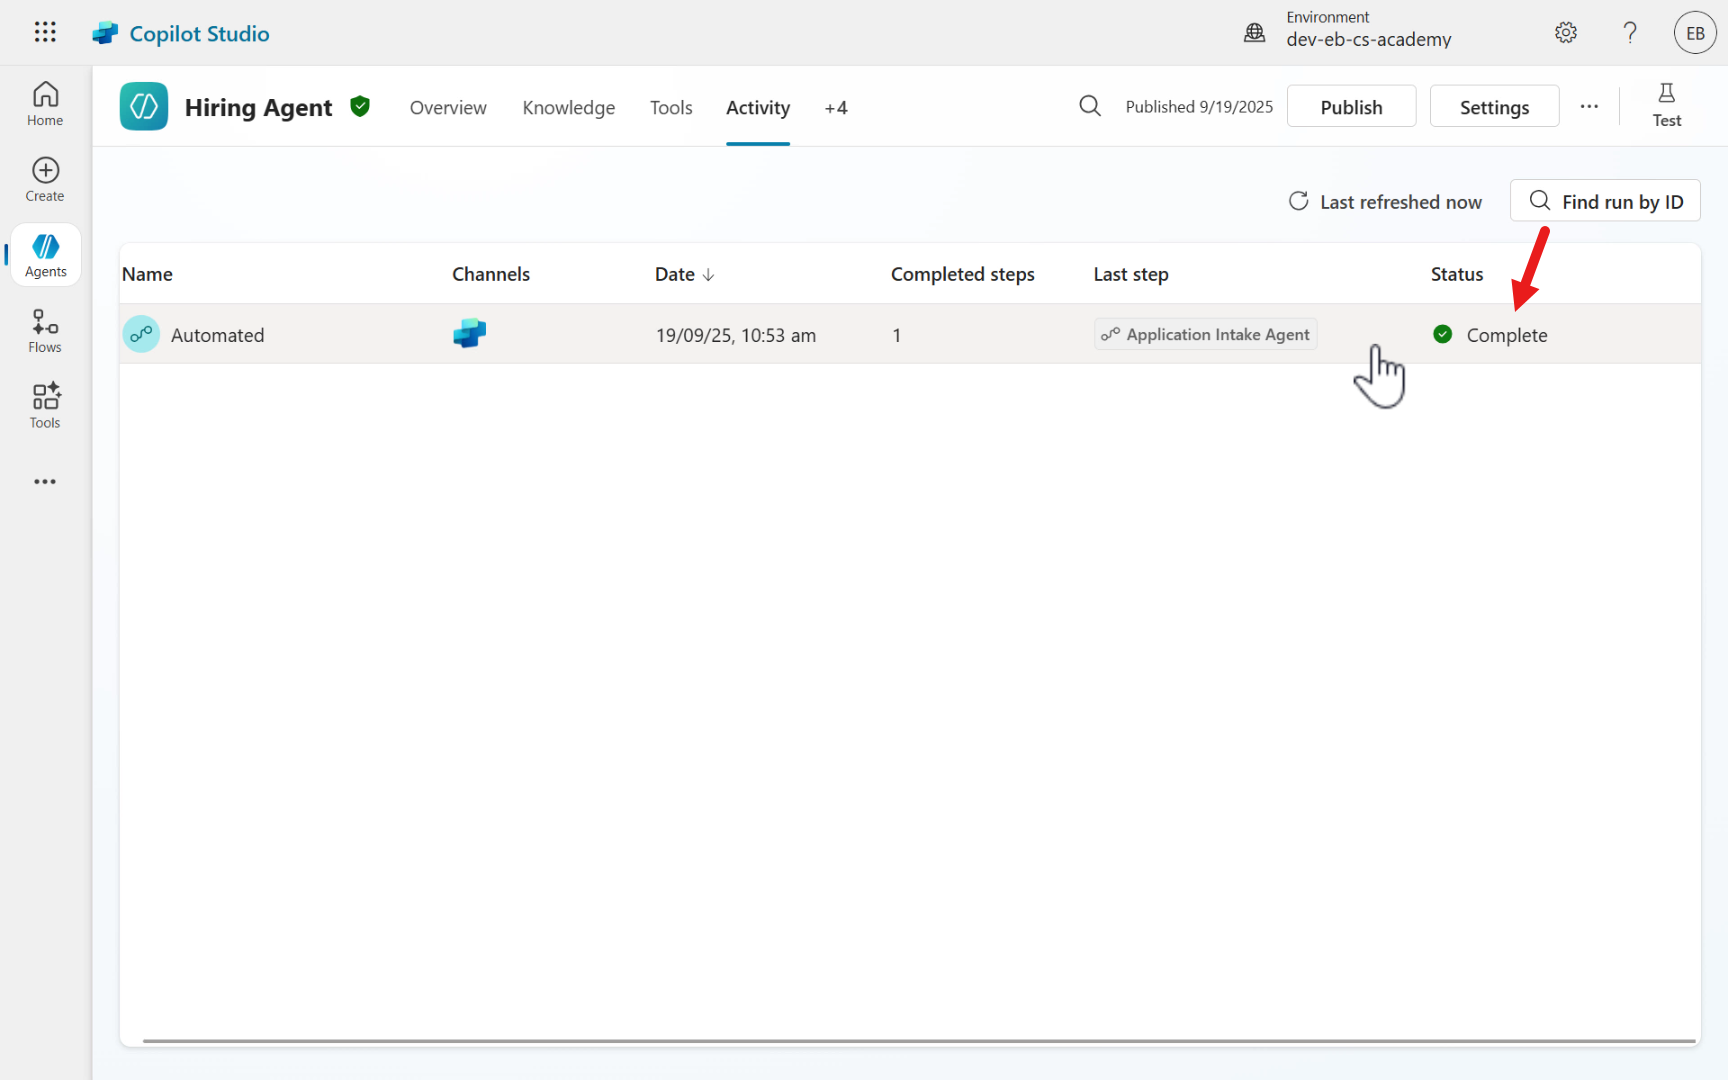 Copilot Studio
Environment
dev-eb-cs-academy
EB
Home
Create
Agents
Flows
Tools
Hiring Agent
Overview
Knowledge
Tools
Activity
+4
Published 9/19/2025
Publish
Settings
Test
Last refreshed now
Find run by ID
Name
Channels
Date
Completed steps
Last step
Status
Automated
19/09/25, 10:53 am
1
Application Intake Agent
Complete